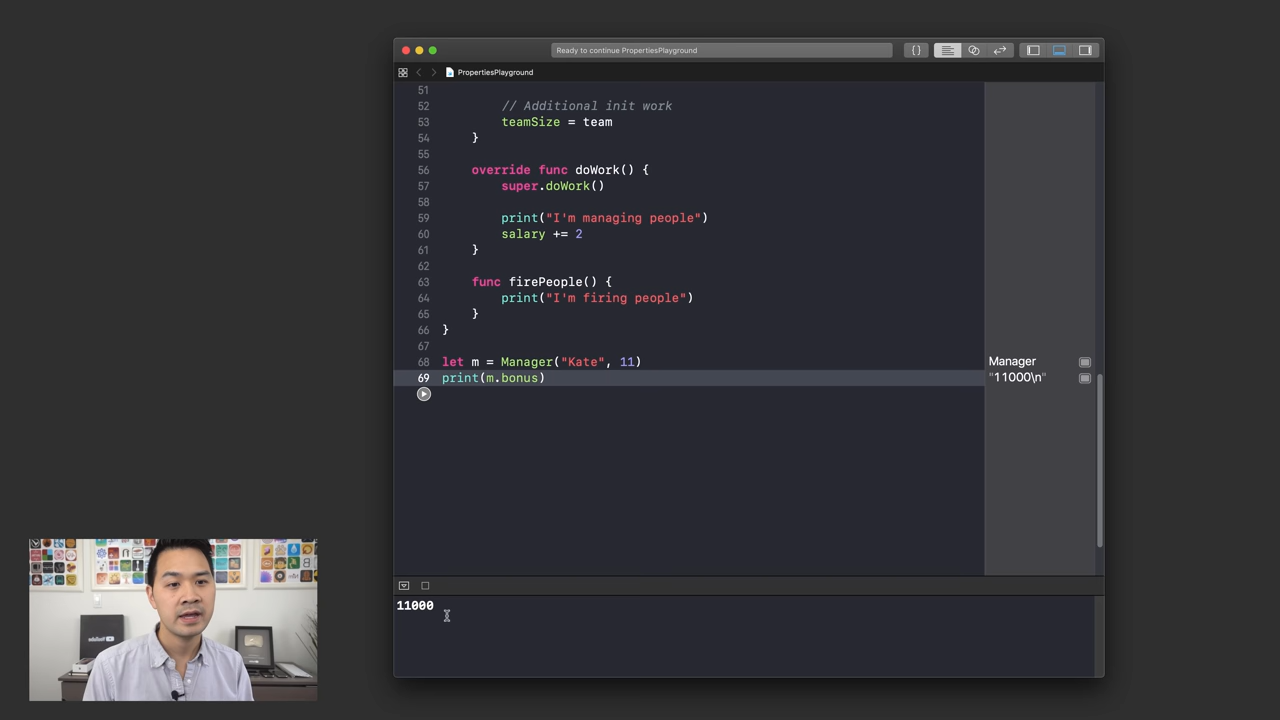 Ready to continue PropertiesPlayground
{ }
PropertiesPlayground
51
52 // Additional init work
53 teamSize = team
54 }
55
56 override func doWork() {
57 super.doWork()
58
59 print("I'm managing people")
60 salary += 2
61 }
62
63 func firePeople() {
64 print("I'm firing people")
65 }
66 }
67
68 let m = Manager("Kate", 11) Manager
69 print(m.bonus) "11000\n"
11000
YouTube